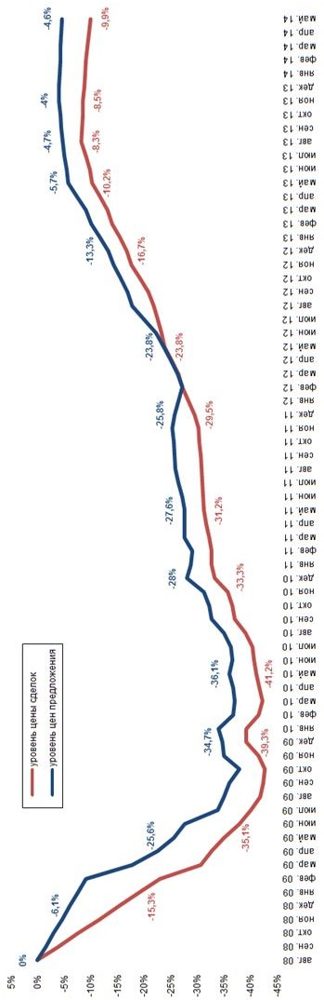 уровень цены сделок
уровень цен предложения
5%
0%
-5%
-10%
-15%
-20%
-25%
-30%
-35%
-40%
-45%
0%
-6,1%
-25,6%
-34,7%
-36,1%
-28%
-27,6%
-25,8%
-23,8%
-13,3%
-5,7%
-4,7%
-4%
-4,6%
-15,3%
-35,1%
-39,3%
-41,2%
-33,3%
-31,2%
-29,5%
-23,8%
-16,7%
-10,2%
-8,3%
-8,5%
-9,9%
авг. 08
сен. 08
окт. 08
ноя. 08
дек. 08
янв. 09
фев. 09
мар. 09
апр. 09
май. 09
июн. 09
июл. 09
авг. 09
сен. 09
окт. 09
ноя. 09
дек. 09
янв. 10
фев. 10
мар. 10
апр. 10
май. 10
июн. 10
июл. 10
авг. 10
сен. 10
окт. 10
ноя. 10
дек. 10
янв. 11
фев. 11
мар. 11
апр. 11
май. 11
июн. 11
июл. 11
авг. 11
сен. 11
окт. 11
ноя. 11
дек. 11
янв. 12
фев. 12
мар. 12
апр. 12
май. 12
июн. 12
июл. 12
авг. 12
сен. 12
окт. 12
ноя. 12
дек. 12
янв. 13
фев. 13
мар. 13
апр. 13
май. 13
июн. 13
июл. 13
авг. 13
сен. 13
окт. 13
ноя. 13
дек. 13
янв. 14
фев. 14
мар. 14
апр. 14
май. 14